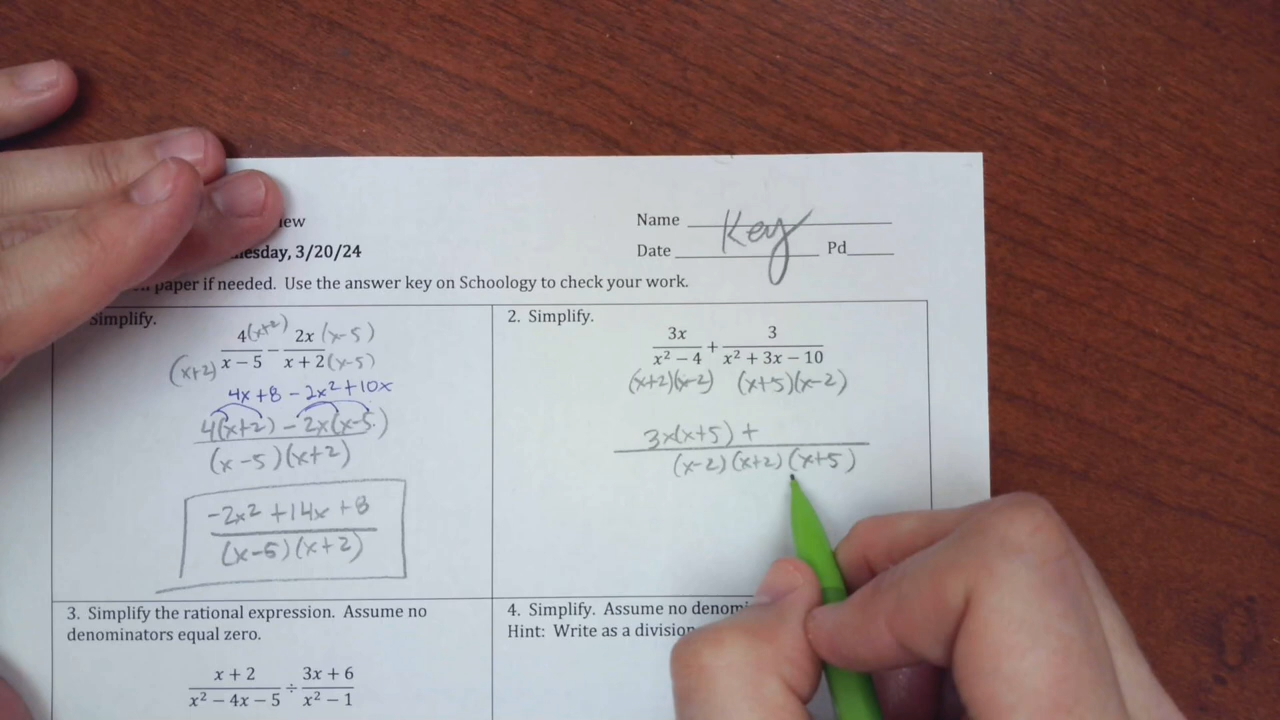 iew
Name Key
nesday, 3/20/24
Date Pd
paper if needed. Use the answer key on Schoology to check your work.
Simplify.
4(x+2) 2x(x-5)
(x+2) x − 5 − x + 2(x-5)
4x+8 - 2x²+10x
4(x+2) - 2x(x-5)
(x-5)(x+2)
-2x²+14x+8
(x-5)(x+2)
2. Simplify.
3x 3
x² − 4 + x² + 3x − 10
(x+2)(x-2) (x+5)(x-2)
3x(x+5) +
(x-2)(x+2)(x+5)
3. Simplify the rational expression. Assume no
denominators equal zero.
x + 2 3x + 6
x² − 4x − 5 ÷ x² − 1
4. Simplify. Assume no denomi
Hint: Write as a division